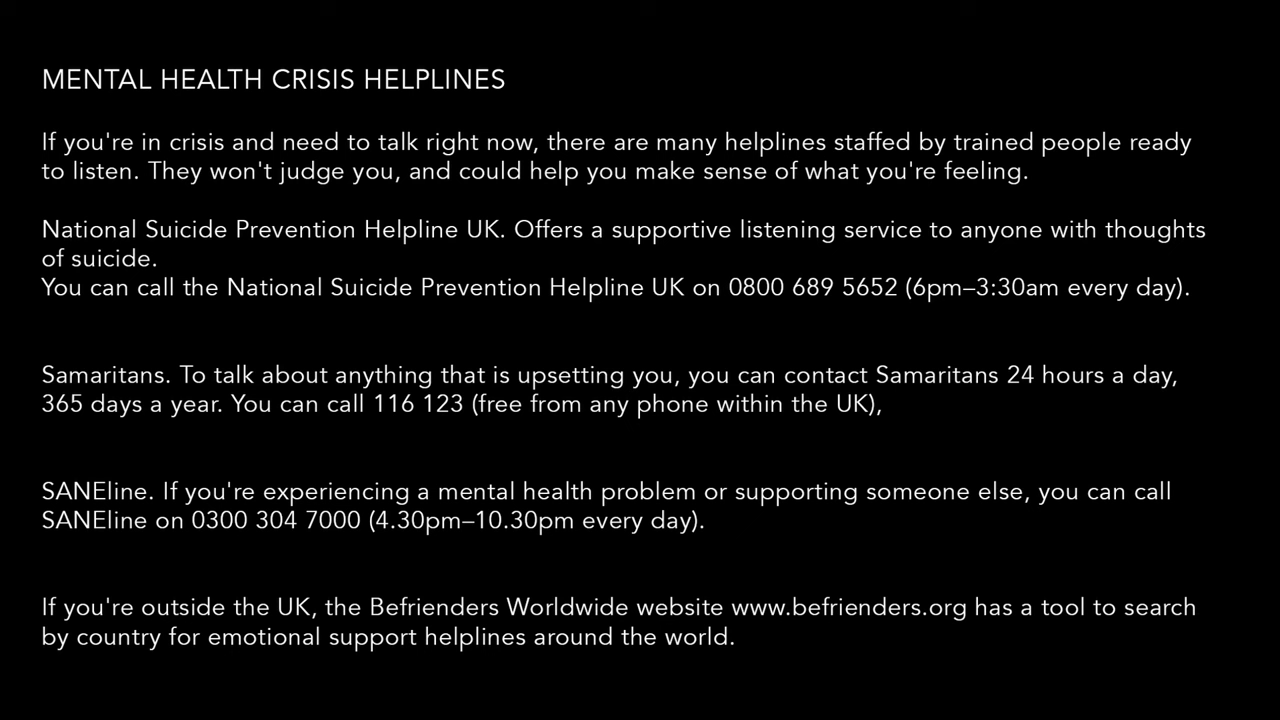 MENTAL HEALTH CRISIS HELPLINES
If you're in crisis and need to talk right now, there are many helplines staffed by trained people ready
to listen. They won't judge you, and could help you make sense of what you're feeling.
National Suicide Prevention Helpline UK. Offers a supportive listening service to anyone with thoughts
of suicide.
You can call the National Suicide Prevention Helpline UK on 0800 689 5652 (6pm–3:30am every day).
Samaritans. To talk about anything that is upsetting you, you can contact Samaritans 24 hours a day,
365 days a year. You can call 116 123 (free from any phone within the UK),
SANEline. If you're experiencing a mental health problem or supporting someone else, you can call
SANEline on 0300 304 7000 (4.30pm–10.30pm every day).
If you're outside the UK, the Befrienders Worldwide website www.befrienders.org has a tool to search
by country for emotional support helplines around the world.